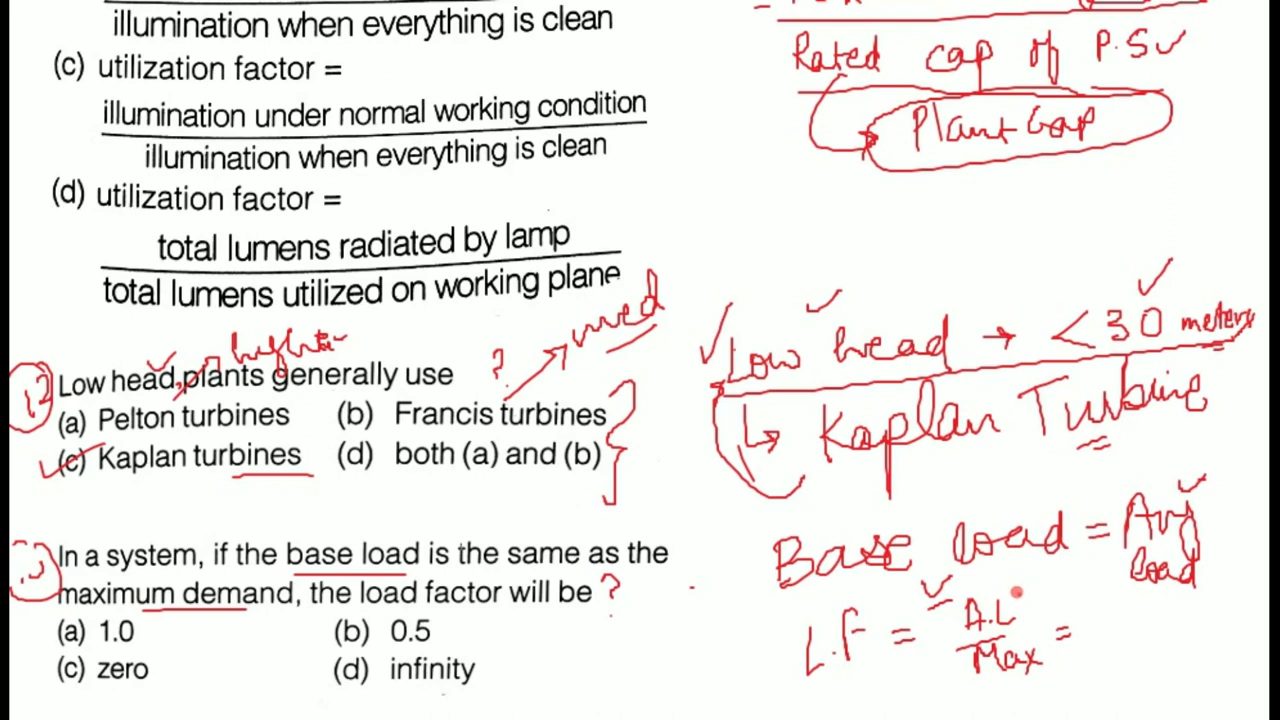 illumination when everything is clean
(c) utilization factor =
illumination under normal working condition
illumination when everything is clean
(d) utilization factor =
total lumens radiated by lamp
total lumens utilized on working plane
Low head plants generally use ?
(a) Pelton turbines (b) Francis turbines
(c) Kaplan turbines (d) both (a) and (b)
In a system, if the base load is the same as the
maximum demand, the load factor will be ?
(a) 1.0 (b) 0.5
(c) zero (d) infinity
Rated cap of P.S
Plant Cap
Low head → < 30 meters
↳ Kaplan Turbine
Base load = Avg
load
L.F = A.L
Max =